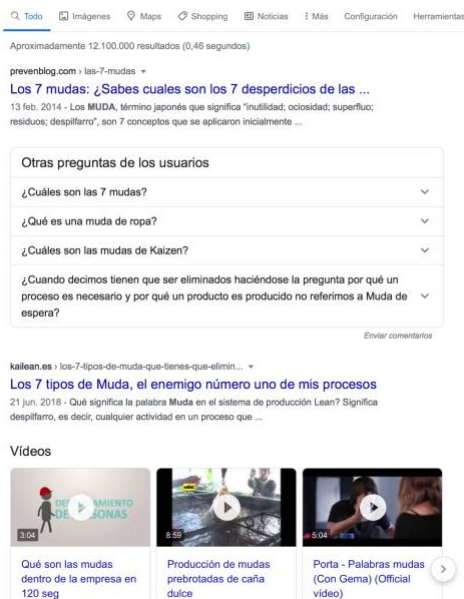 Todo Imágenes Maps Shopping Noticias Más Configuración Herramientas
Aproximadamente 12.100.000 resultados (0,46 segundos)
prevenblog.com › las-7-mudas
Los 7 mudas: ¿Sabes cuales son los 7 desperdicios de las ...
13 feb. 2014 - Los MUDA, término japonés que significa "inutilidad; ociosidad; superfluo;
residuos; despilfarro", son 7 conceptos que se aplicaron inicialmente ...
Otras preguntas de los usuarios
¿Cuáles son las 7 mudas?
¿Qué es una muda de ropa?
¿Cuáles son las mudas de Kaizen?
¿Cuando decimos tienen que ser eliminados haciéndose la pregunta por qué un
proceso es necesario y por qué un producto es producido no referimos a Muda de
espera?
Enviar comentarios
kailean.es › los-7-tipos-de-muda-que-tienes-que-elimin...
Los 7 tipos de Muda, el enemigo número uno de mis procesos
21 jun. 2018 - Qué significa la palabra Muda en el sistema de producción Lean? Significa
despilfarro, es decir, cualquier actividad en un proceso que ...
Vídeos
3:04
8:59
5:04
Qué son las mudas
dentro de la empresa en
120 seg
Producción de mudas
prebrotadas de caña
dulce
Porta - Palabras mudas
(Con Gema) (Official
vídeo)